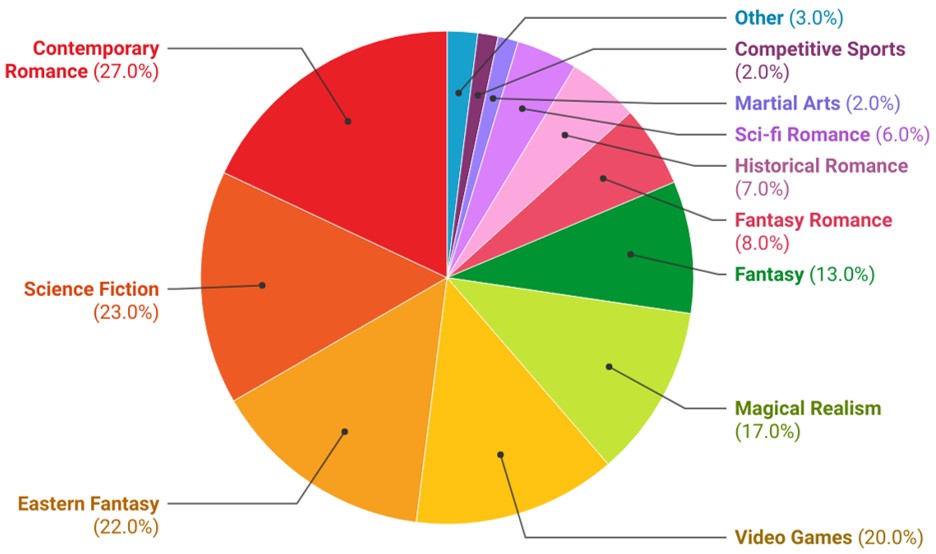 Other (3.0%)
Contemporary
Romance (27.0%)
Competitive Sports
(2.0%)
Martial Arts (2.0%)
Sci-fi Romance (6.0%)
Historical Romance
(7.0%)
Fantasy Romance
(8.0%)
Fantasy (13.0%)
Science Fiction
(23.0%)
Magical Realism
(17.0%)
Eastern Fantasy
(22.0%)
Video Games (20.0%)